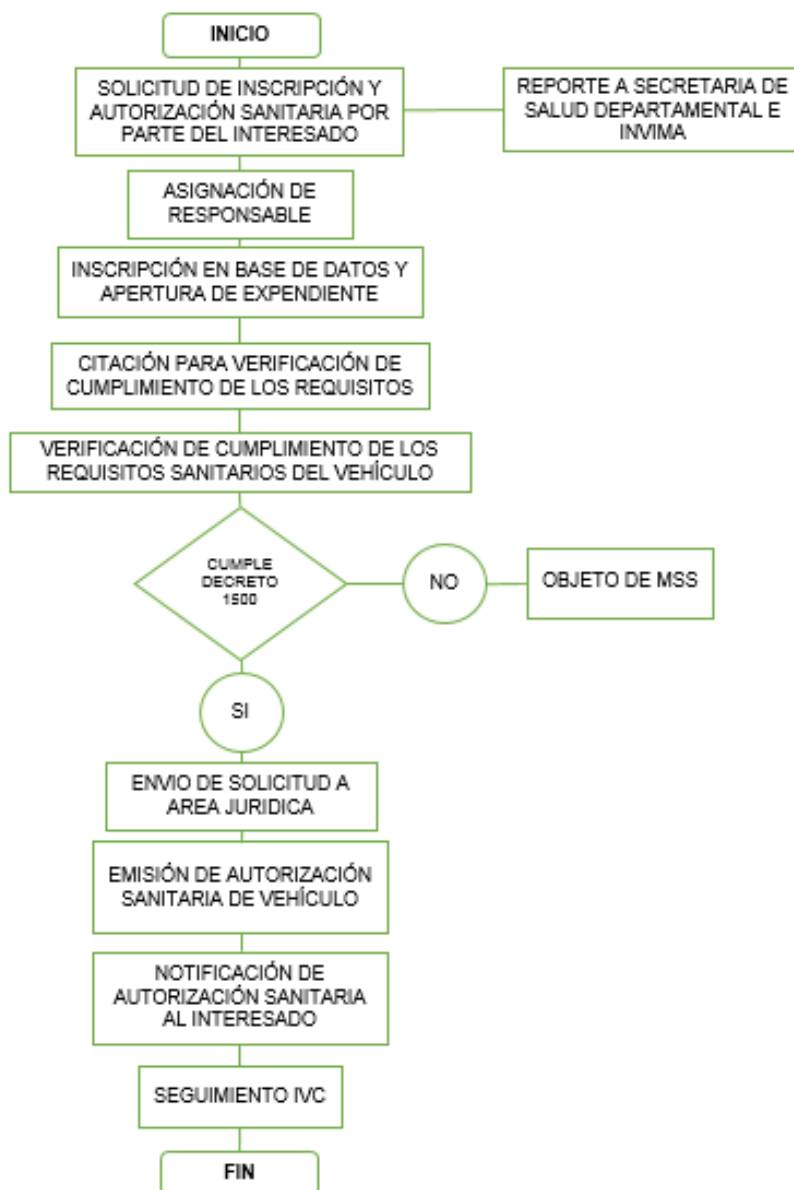 INICIO
SOLICITUD DE INSCRIPCIÓN Y
AUTORIZACIÓN SANITARIA POR
PARTE DEL INTERESADO
REPORTE A SECRETARIA DE
SALUD DEPARTAMENTAL E
INVIMA
ASIGNACIÓN DE
RESPONSABLE
INSCRIPCIÓN EN BASE DE DATOS Y
APERTURA DE EXPENDIENTE
CITACIÓN PARA VERIFICACIÓN DE
CUMPLIMIENTO DE LOS REQUISITOS
VERIFICACIÓN DE CUMPLIMIENTO DE LOS
REQUISITOS SANITARIOS DEL VEHÍCULO
CUMPLE
DECRETO
1500
NO
OBJETO DE MSS
SI
ENVIO DE SOLICITUD A
AREA JURIDICA
EMISIÓN DE AUTORIZACIÓN
SANITARIA DE VEHÍCULO
NOTIFICACIÓN DE
AUTORIZACIÓN SANITARIA
AL INTERESADO
SEGUIMIENTO IVC
FIN